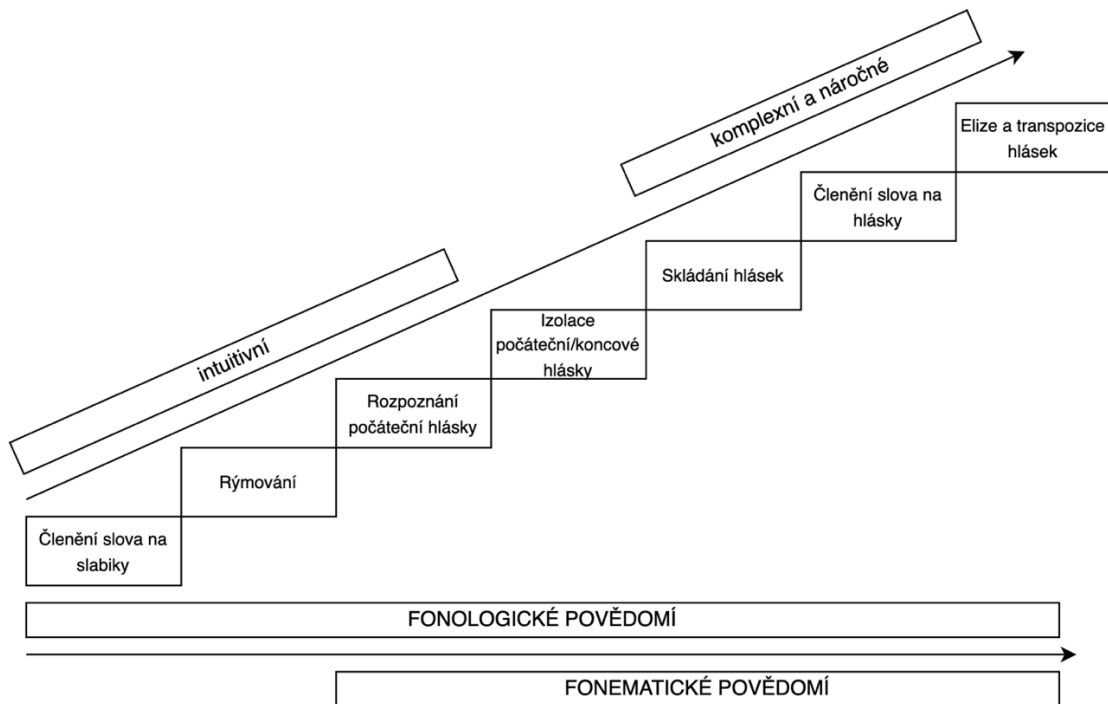 komplexní a náročné
Elize a transpozice
hlásek
Členění slova na
hlásky
Skládání hlásek
Izolace
počáteční/koncové
hlásky
intuitivní
Rozpoznání
počáteční hlásky
Rýmování
Členění slova na
slabiky
FONOLOGICKÉ POVĚDOMÍ
FONEMATICKÉ POVĚDOMÍ